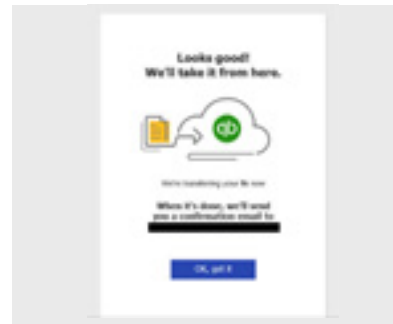 Looks good!
We'll take it from here.
qb
We're transferring your file now
When it's done, we'll send
you a confirmation email to
OK, got it